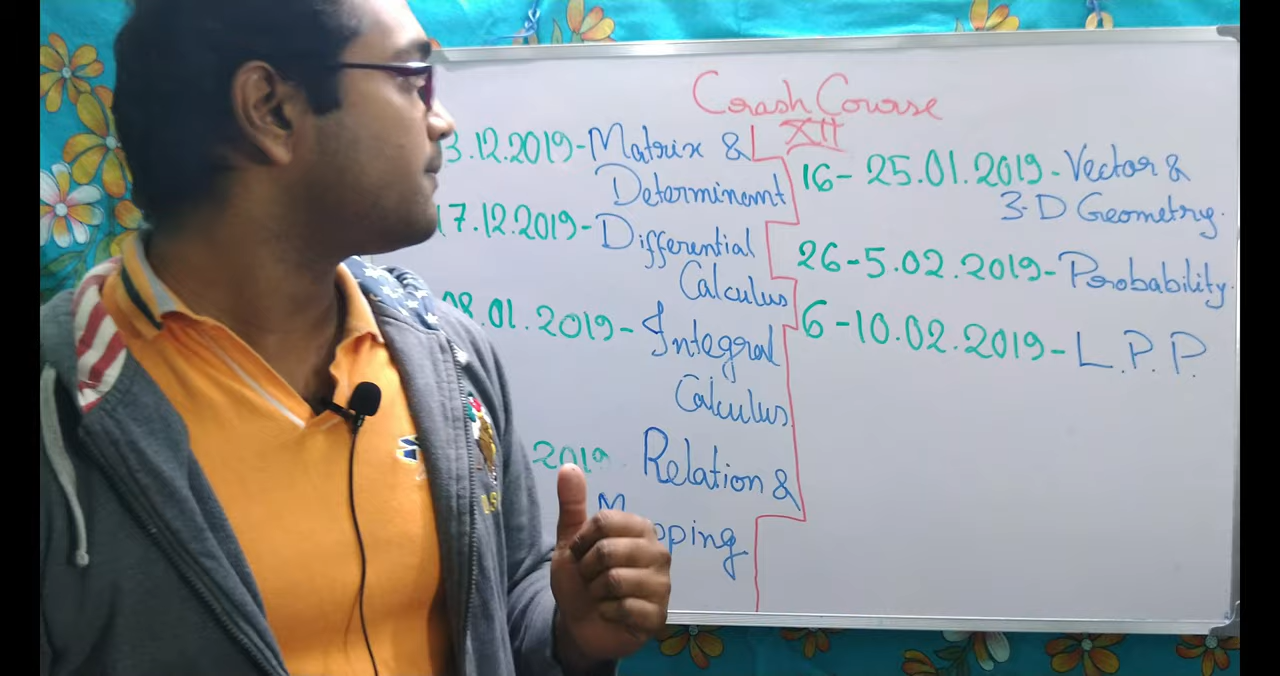 Crash Course
XII
3.12.2019-Matrix &
Determinant
17.12.2019-Differential
Calculus
08.01.2019-Integral
Calculus
2019 Relation &
pping
16-25.01.2019-Vector &
3-D Geometry.
26-5.02.2019-Probability.
6-10.02.2019-L.P.P.